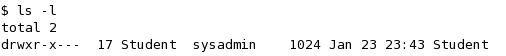 $ ls -l
total 2
drwxr-x---  17 Student  sysadmin    1024 Jan 23 23:43 Student